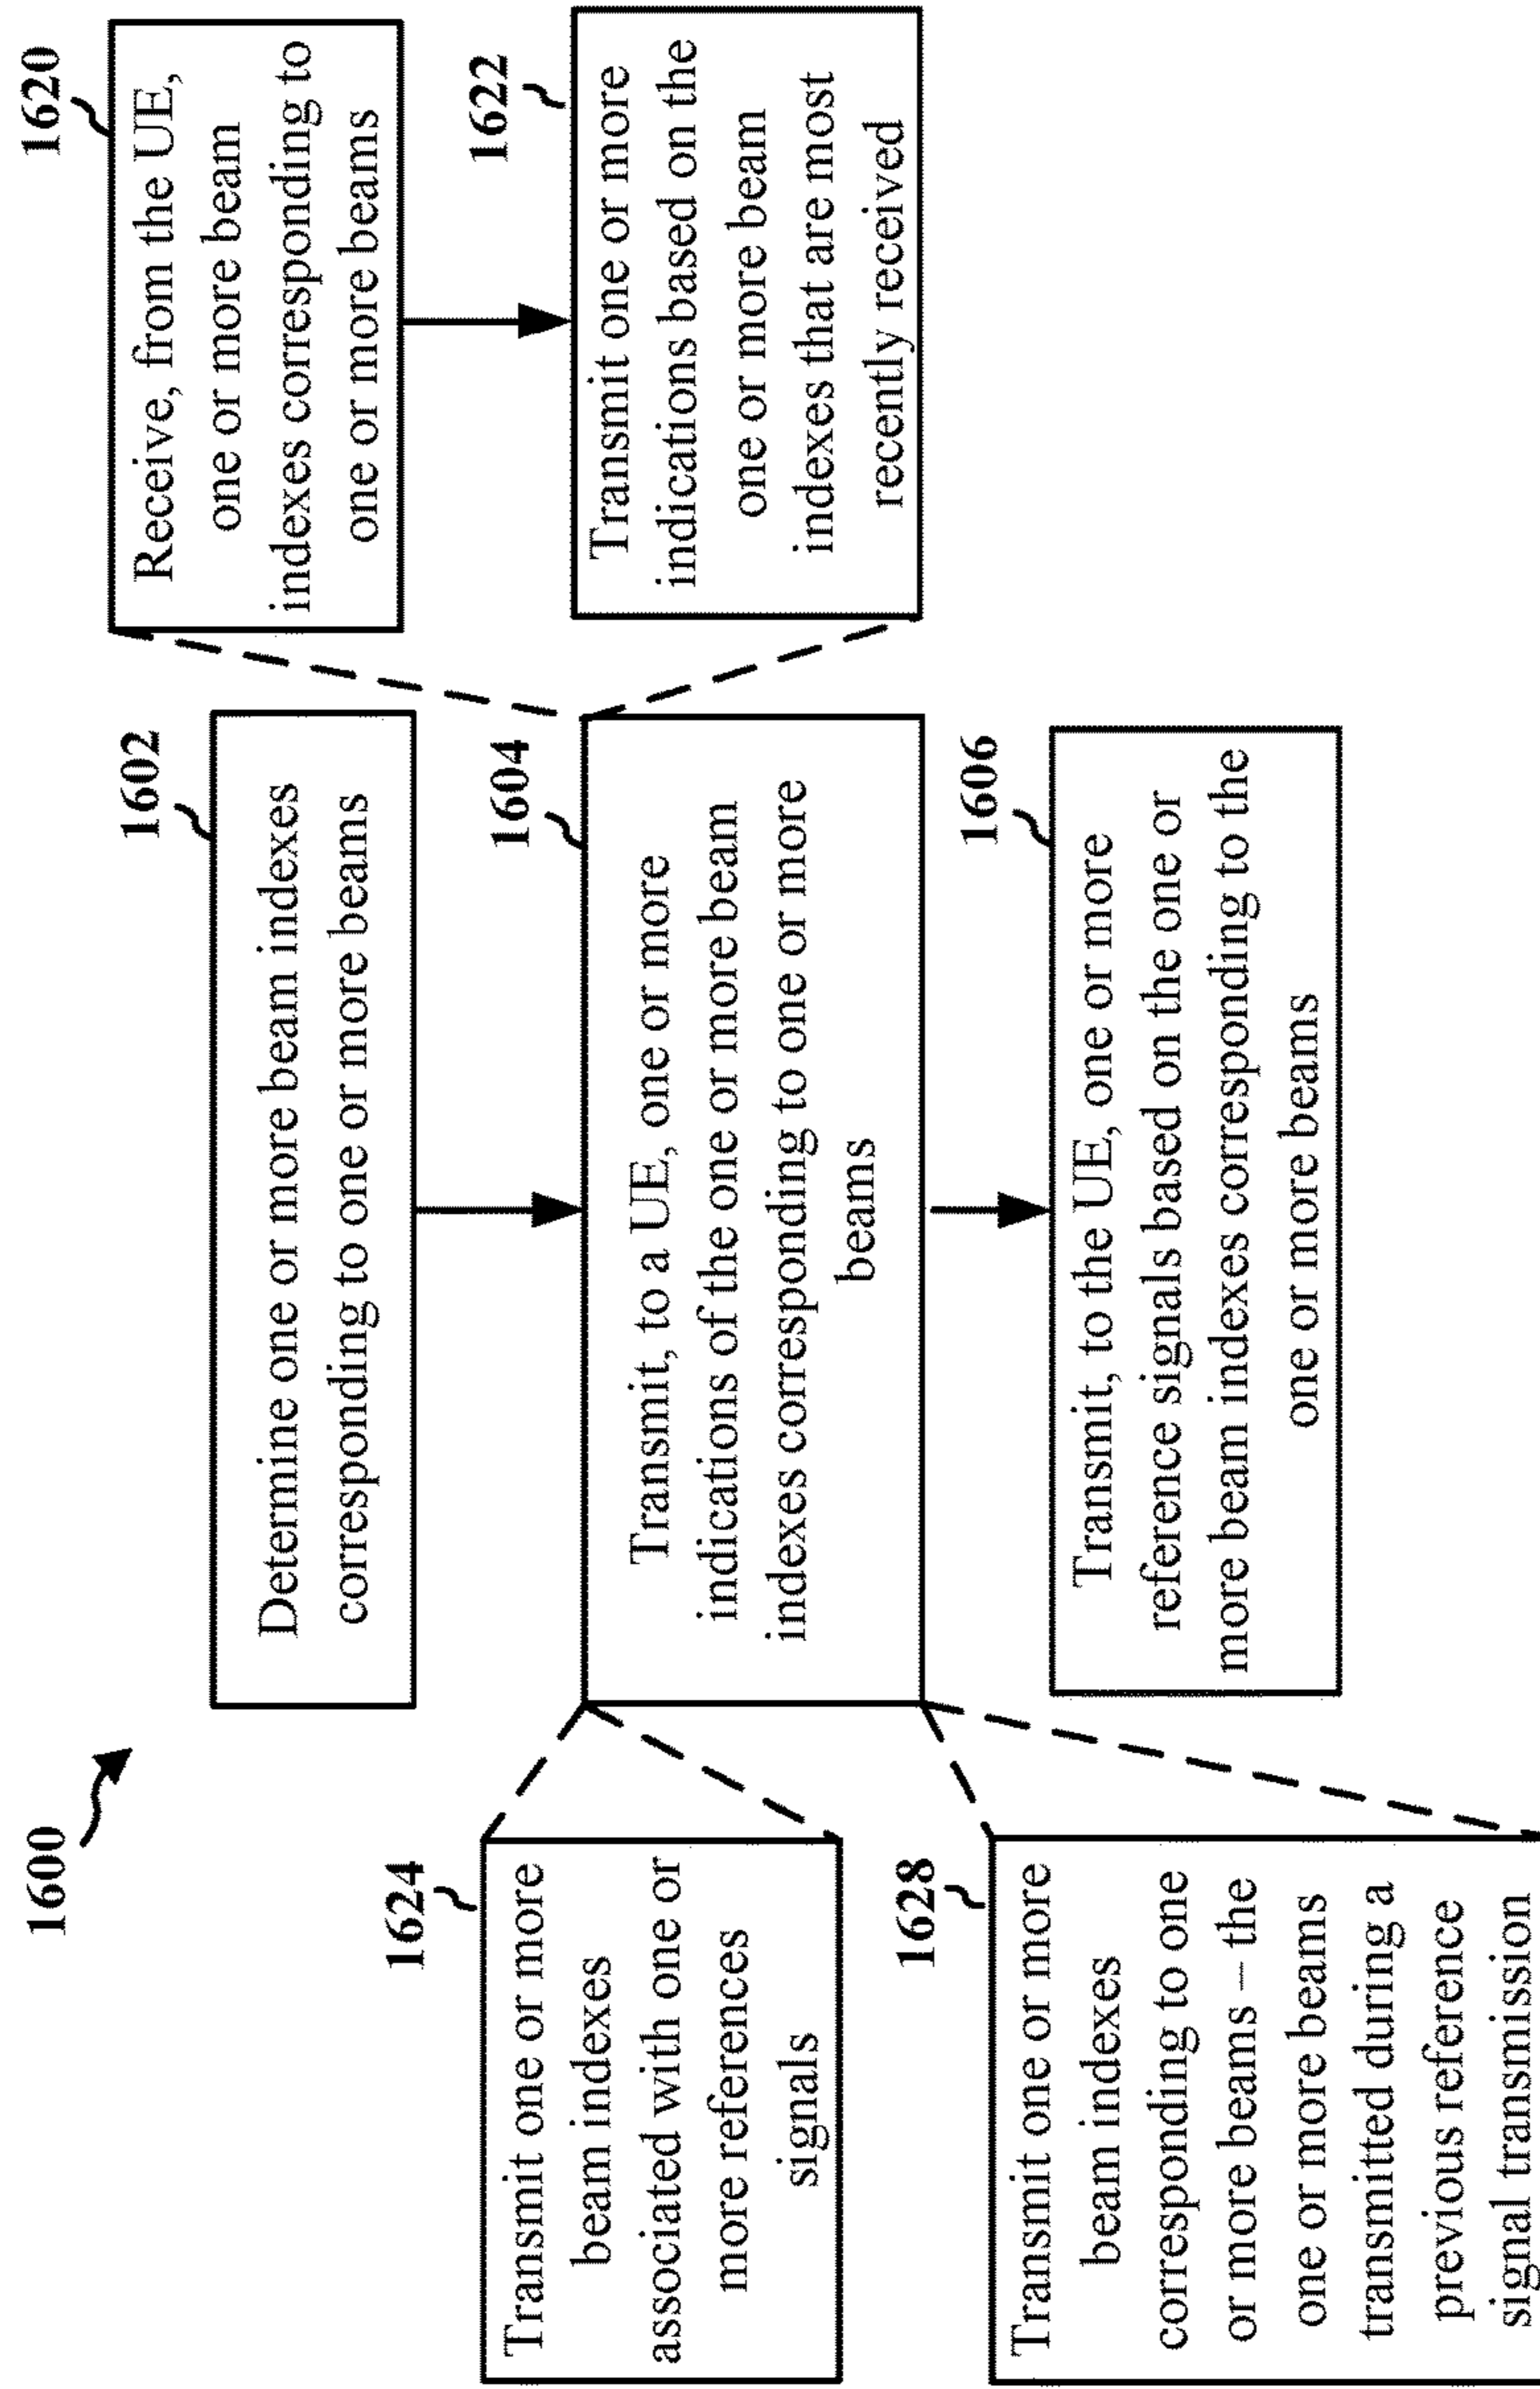 1600
1602
Determine one or more beam indexes
corresponding to one or more beams
1604
Transmit, to a UE, one or more
indications of the one or more beam
indexes corresponding to one or more
beams
1606
Transmit, to the UE, one or more
reference signals based on the one or
more beam indexes corresponding to the
one or more beams
1620
Receive, from the UE,
one or more beam
indexes corresponding to
one or more beams
1622
Transmit one or more
indications based on the
one or more beam
indexes that are most
recently received
1624
Transmit one or more
beam indexes
associated with one or
more references
signals
1628
Transmit one or more
beam indexes
corresponding to one
or more beams – the
one or more beams
transmitted during a
previous reference
signal transmission